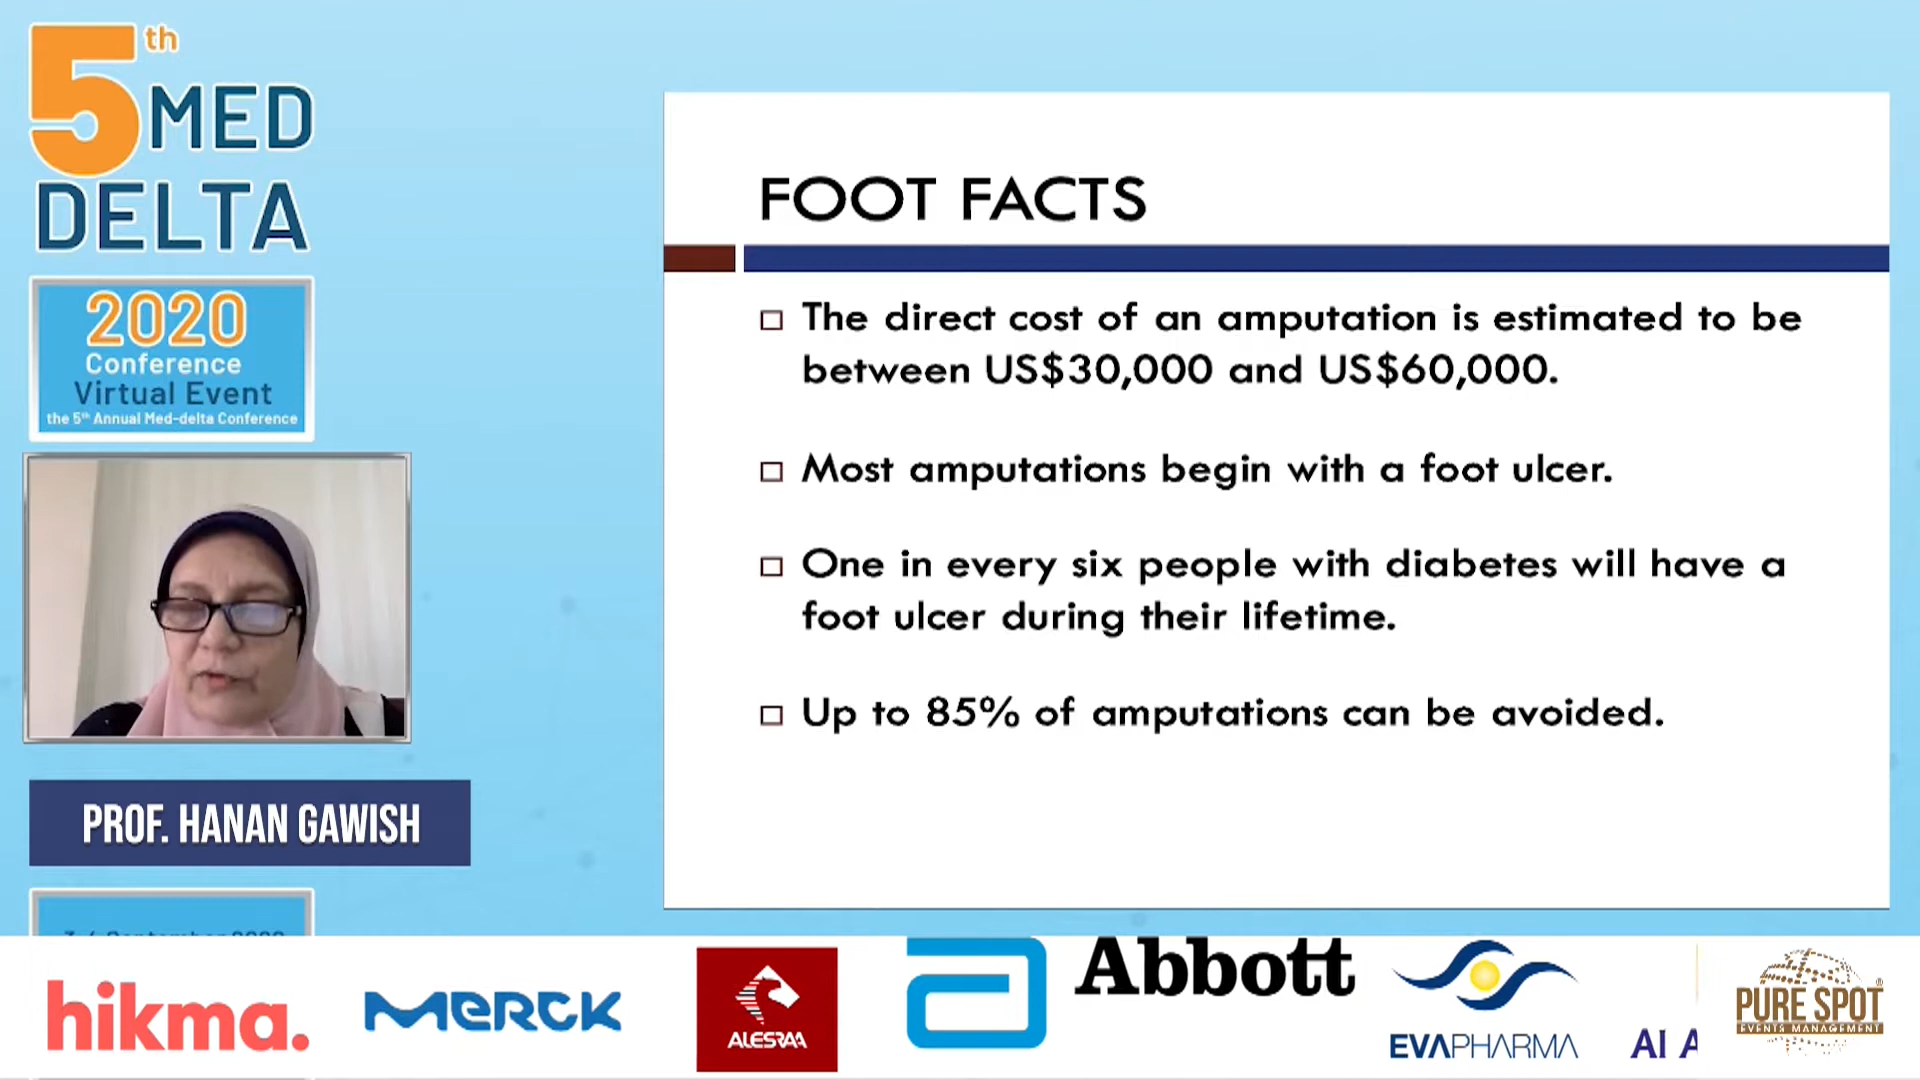 5th MED
DELTA
2020
Conference
Virtual Event
the 5th Annual Med-delta Conference
PROF. HANAN GAWISH
FOOT FACTS
The direct cost of an amputation is estimated to be
between US$30,000 and US$60,000.
Most amputations begin with a foot ulcer.
One in every six people with diabetes will have a
foot ulcer during their lifetime.
Up to 85% of amputations can be avoided.
hikma.
MERCK
ALESRAA
Abbott
EVAPHARMA
PURE SPOT
EVENTS MANAGEMENT